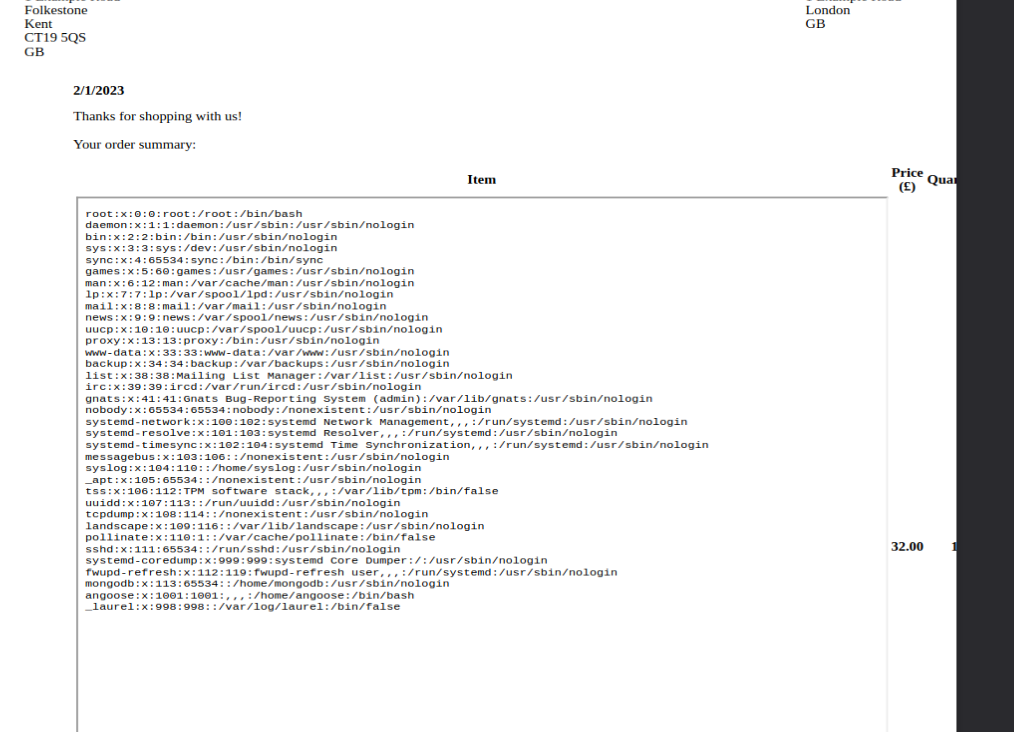 Folkestone
London
Kent
GB
CT19 5QS
GB
2/1/2023
Thanks for shopping with us!
Your order summary:
Item
Price
(£)
root:x:0:0:root:/root:/bin/bash
daemon:x:1:1:daemon:/usr/sbin:/usr/sbin/nologin
bin:x:2:2:bin:/bin:/usr/sbin/nologin
sys:x:3:3:sys:/dev:/usr/sbin/nologin
sync:x:4:65534:sync:/bin:/bin/sync
games:x:5:60:games:/usr/games:/usr/sbin/nologin
man:x:6:12:man:/var/cache/man:/usr/sbin/nologin
lp:x:7:7:lp:/var/spool/lpd:/usr/sbin/nologin
mail:x:8:8:mail:/var/mail:/usr/sbin/nologin
news:x:9:9:news:/var/spool/news:/usr/sbin/nologin
uucp:x:10:10:uucp:/var/spool/uucp:/usr/sbin/nologin
proxy:x:13:13:proxy:/bin:/usr/sbin/nologin
www-data:x:33:33:www-data:/var/www:/usr/sbin/nologin
backup:x:34:34:backup:/var/backups:/usr/sbin/nologin
list:x:38:38:Mailing List Manager:/var/list:/usr/sbin/nologin
irc:x:39:39:ircd:/var/run/ircd:/usr/sbin/nologin
gnats:x:41:41:Gnats Bug-Reporting System (admin):/var/lib/gnats:/usr/sbin/nologin
nobody:x:65534:65534:nobody:/nonexistent:/usr/sbin/nologin
systemd-network:x:100:102:systemd Network Management,,,:/run/systemd:/usr/sbin/nologin
systemd-resolve:x:101:103:systemd Resolver,,,:/run/systemd:/usr/sbin/nologin
systemd-timesync:x:102:104:systemd Time Synchronization,,,:/run/systemd:/usr/sbin/nologin
messagebus:x:103:106::/nonexistent:/usr/sbin/nologin
syslog:x:104:110::/home/syslog:/usr/sbin/nologin
_apt:x:105:65534::/nonexistent:/usr/sbin/nologin
tss:x:106:112:TPM software stack,,,:/var/lib/tpm:/bin/false
uuidd:x:107:113::/run/uuidd:/usr/sbin/nologin
tcpdump:x:108:114::/nonexistent:/usr/sbin/nologin
landscape:x:109:116::/var/lib/landscape:/usr/sbin/nologin
pollinate:x:110:1::/var/cache/pollinate:/bin/false
sshd:x:111:65534::/run/sshd:/usr/sbin/nologin
systemd-coredump:x:999:999:systemd Core Dumper:/:/usr/sbin/nologin
fwupd-refresh:x:112:119:fwupd-refresh user,,,:/run/systemd:/usr/sbin/nologin
mongodb:x:113:65534::/home/mongodb:/usr/sbin/nologin
angoose:x:1001:1001:,,,:/home/angoose:/bin/bash
_laurel:x:998:998::/var/log/laurel:/bin/false
32.00 1